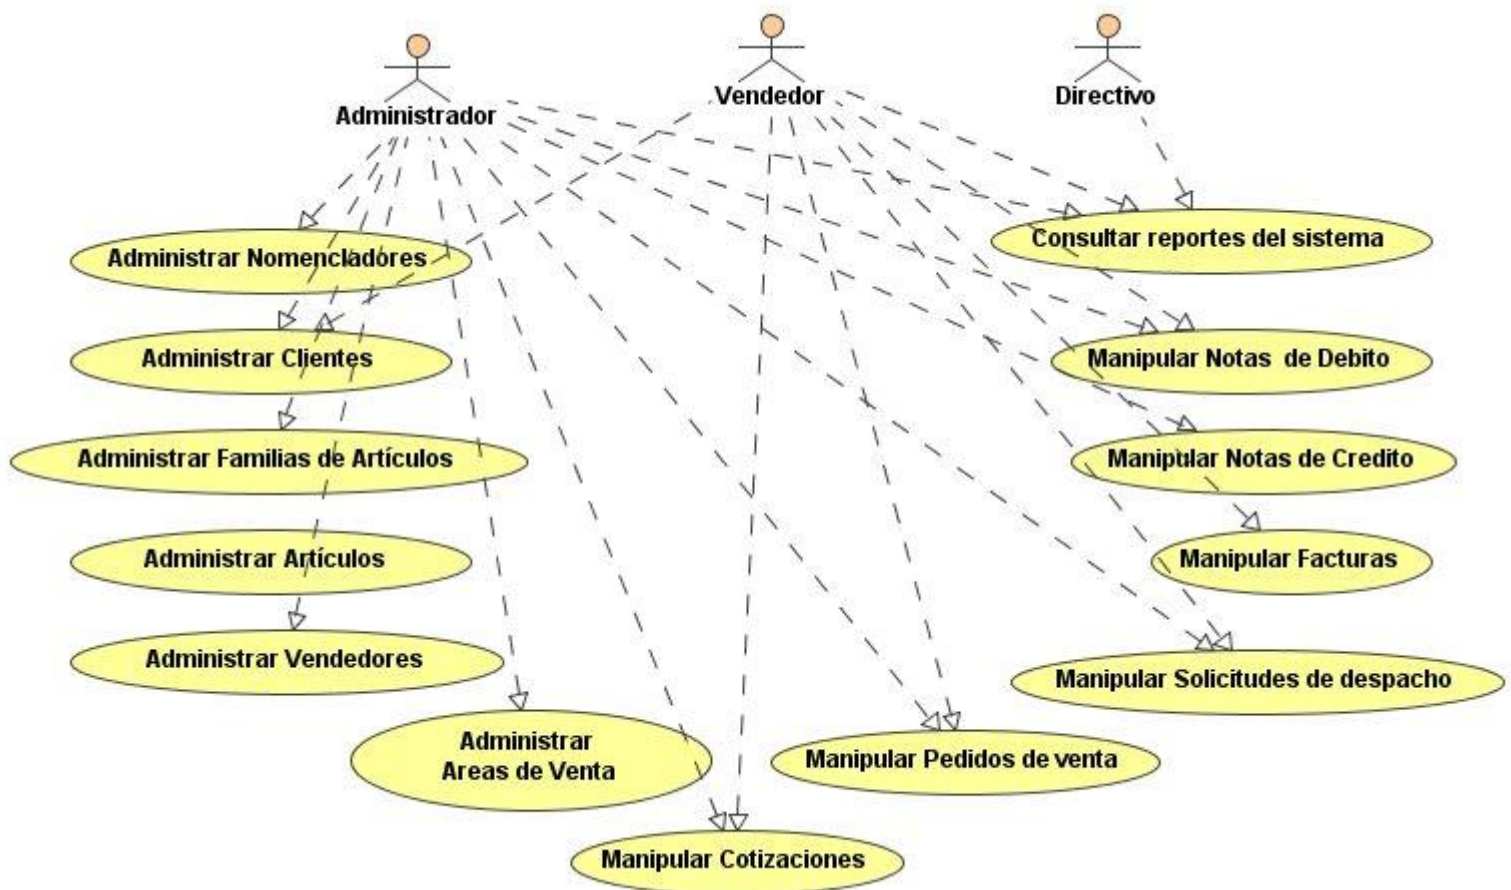 Administrador
Vendedor
Directivo
Administrar Nomencladores
Consultar reportes del sistema
Administrar Clientes
Manipular Notas de Debito
Administrar Familias de Artículos
Manipular Notas de Credito
Administrar Artículos
Manipular Facturas
Administrar Vendedores
Manipular Solicitudes de despacho
Administrar
Areas de Venta
Manipular Pedidos de venta
Manipular Cotizaciones